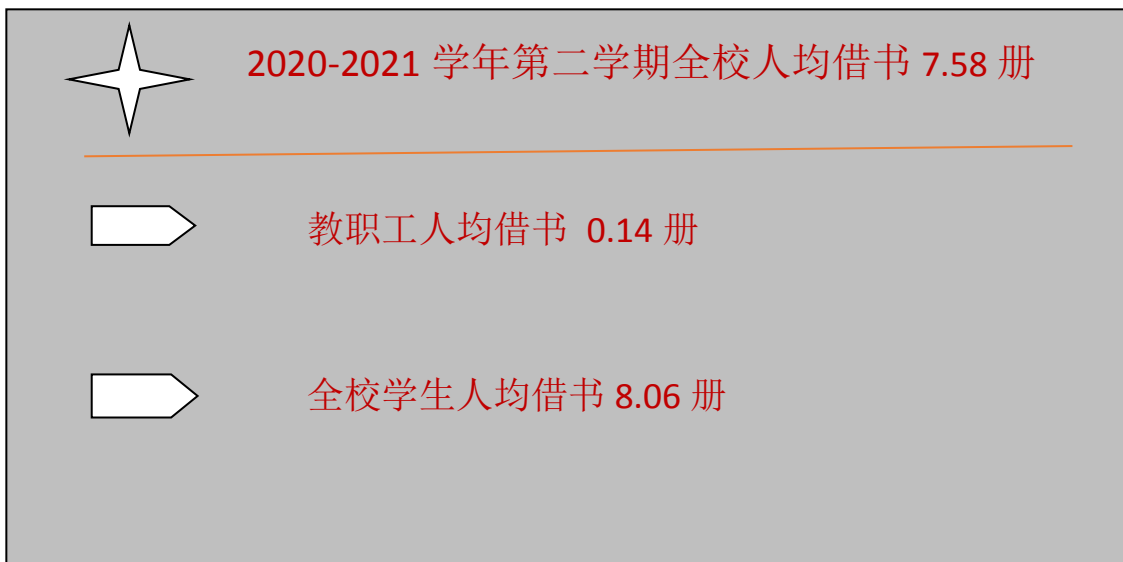 2020-2021 学年第二学期全校人均借书 7.58 册
教职工人均借书 0.14 册
全校学生人均借书 8.06 册